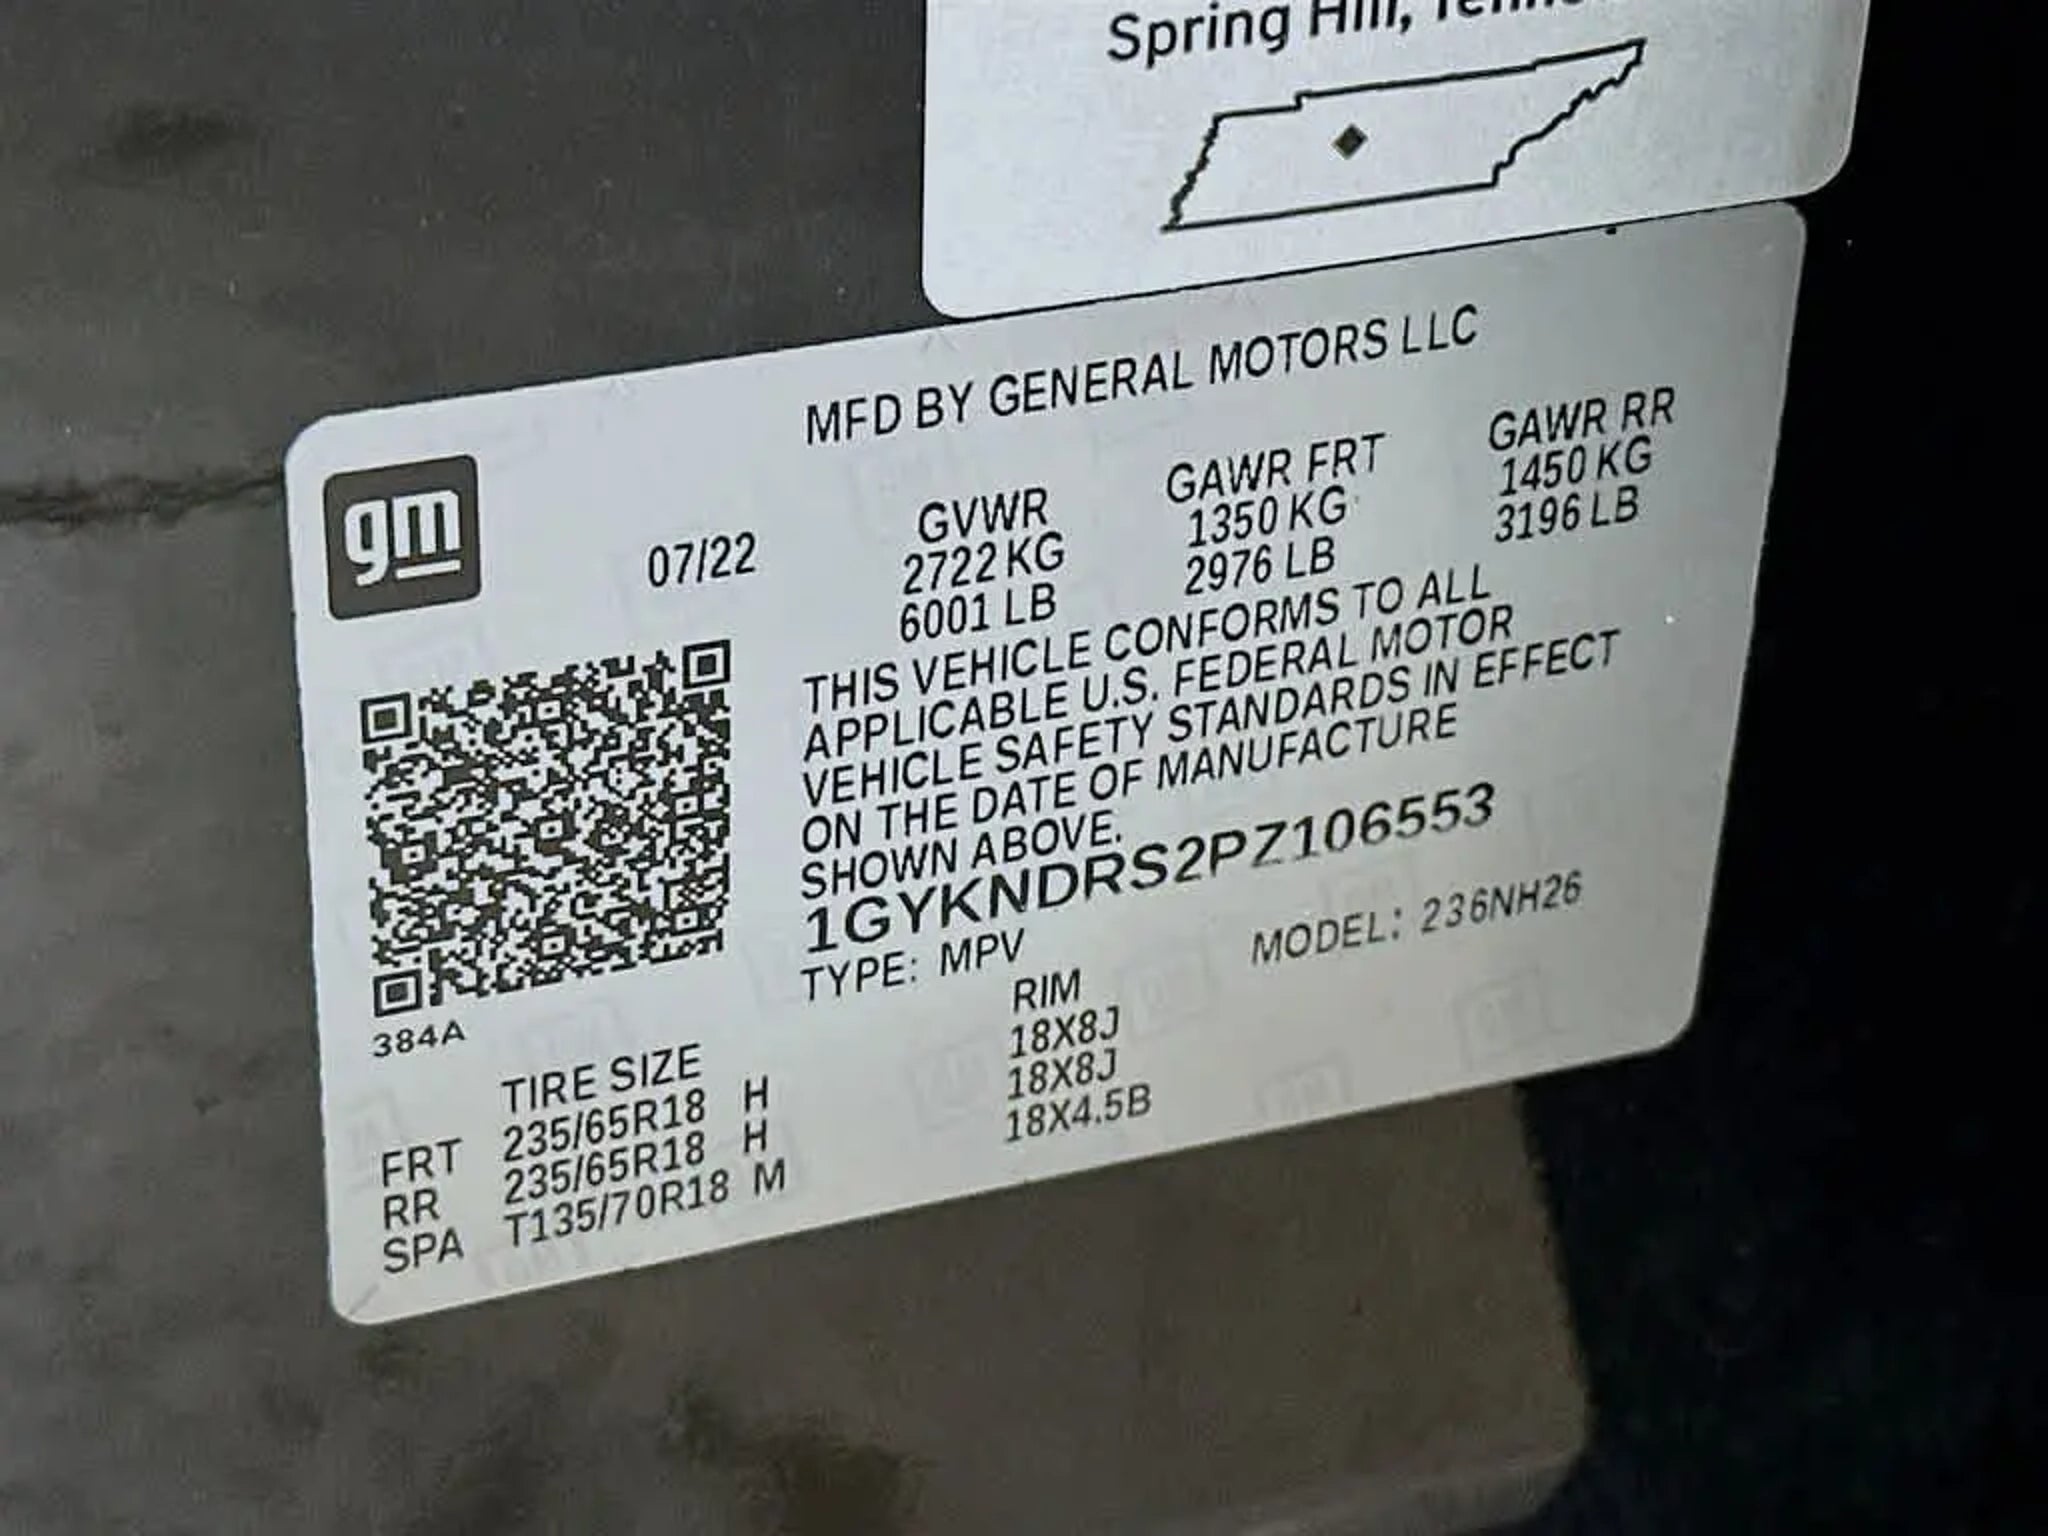 Spring Hill,
MFD BY GENERAL MOTORS LLC
gm
07/22
GVWR
2722 KG
6001 LB
GAWR FRT
1350 KG
2976 LB
GAWR RR
1450 KG
3196 LB
THIS VEHICLE CONFORMS TO ALL
APPLICABLE U.S. FEDERAL MOTOR
VEHICLE SAFETY STANDARDS IN EFFECT
ON THE DATE OF MANUFACTURE
SHOWN ABOVE.
1GYKNDRS2PZ106553
TYPE: MPV MODEL: 236NH26
384A
TIRE SIZE RIM
FRT 235/65R18 H 18X8J
RR 235/65R18 H 18X8J
SPA T135/70R18 M 18X4.5B